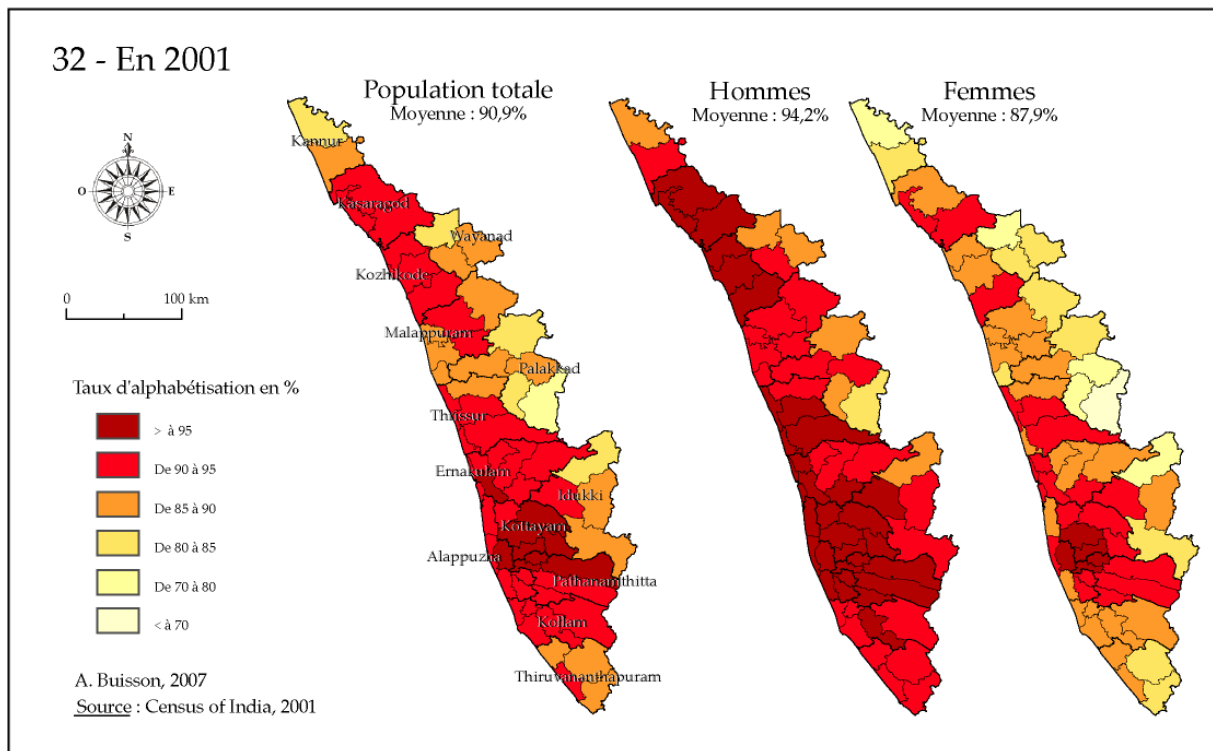 32 - En 2001
Population totale
Moyenne : 90,9%
Hommes
Moyenne : 94,2%
Femmes
Moyenne : 87,9%
N
O
E
S
0
100 km
Kannur
Kasaragod
Wayanad
Kozhikode
Malappuram
Palakkad
Thrissur
Ernakulam
Idukki
Kottayam
Alappuzha
Pathanamthitta
Kollam
Thiruvananthapuram
Taux d'alphabétisation en %
> à 95
De 90 à 95
De 85 à 90
De 80 à 85
De 70 à 80
< à 70
A. Buisson, 2007
Source : Census of India, 2001